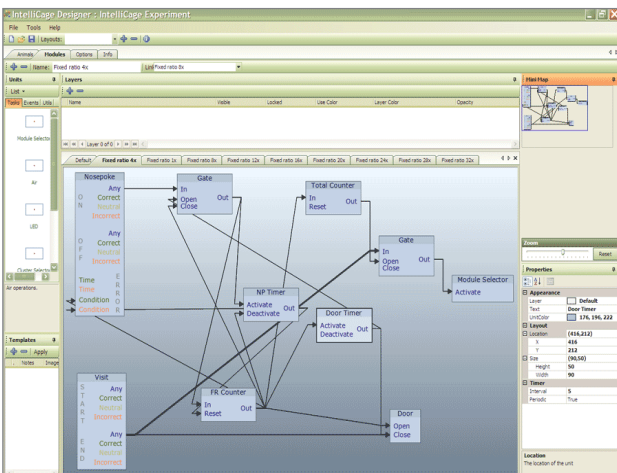 IntelliCage Designer : IntelliCage Experiment
File Tools Help
Layouts:
Animals Modules Options Info
Name: Fixed ratio 4x Link Fixed ratio 8x
Units
List
Tasks Events Utils
Module Selector
Air
LED
Cluster Selector
Air operations.
Templates
Apply
Notes Image
Layers
Name Visible Locked Use Color Layer Color Opacity
Layer 0 of 0
Default Fixed ratio 4x Fixed ratio 1x Fixed ratio 8x Fixed ratio 12x Fixed ratio 16x Fixed ratio 20x Fixed ratio 24x Fixed ratio 28x Fixed ratio 32x
Nosepoke
ON
Any
Correct
Neutral
Incorrect
OFF
Any
Correct
Neutral
Incorrect
Time
Time
Condition
Condition
ERROR
Gate
In
Open
Close
Out
Total Counter
In
Reset
Out
Gate
In
Open
Close
Out
Module Selector
Activate
NP Timer
Activate
Deactivate
Out
Door Timer
Activate
Deactivate
Out
Visit
START
Any
Correct
Neutral
Incorrect
END
Any
Correct
Neutral
Incorrect
FR Counter
In
Reset
Out
Door
Open
Close
Mini Map
Zoom
Reset
Properties
Appearance
Layer Default
Text Door Timer
UnitColor 176, 196, 222
Layout
Location (416,212)
X 416
Y 212
Size (90,50)
Height 50
Width 90
Timer
Interval 5
Periodic True
Location
The location of the unit